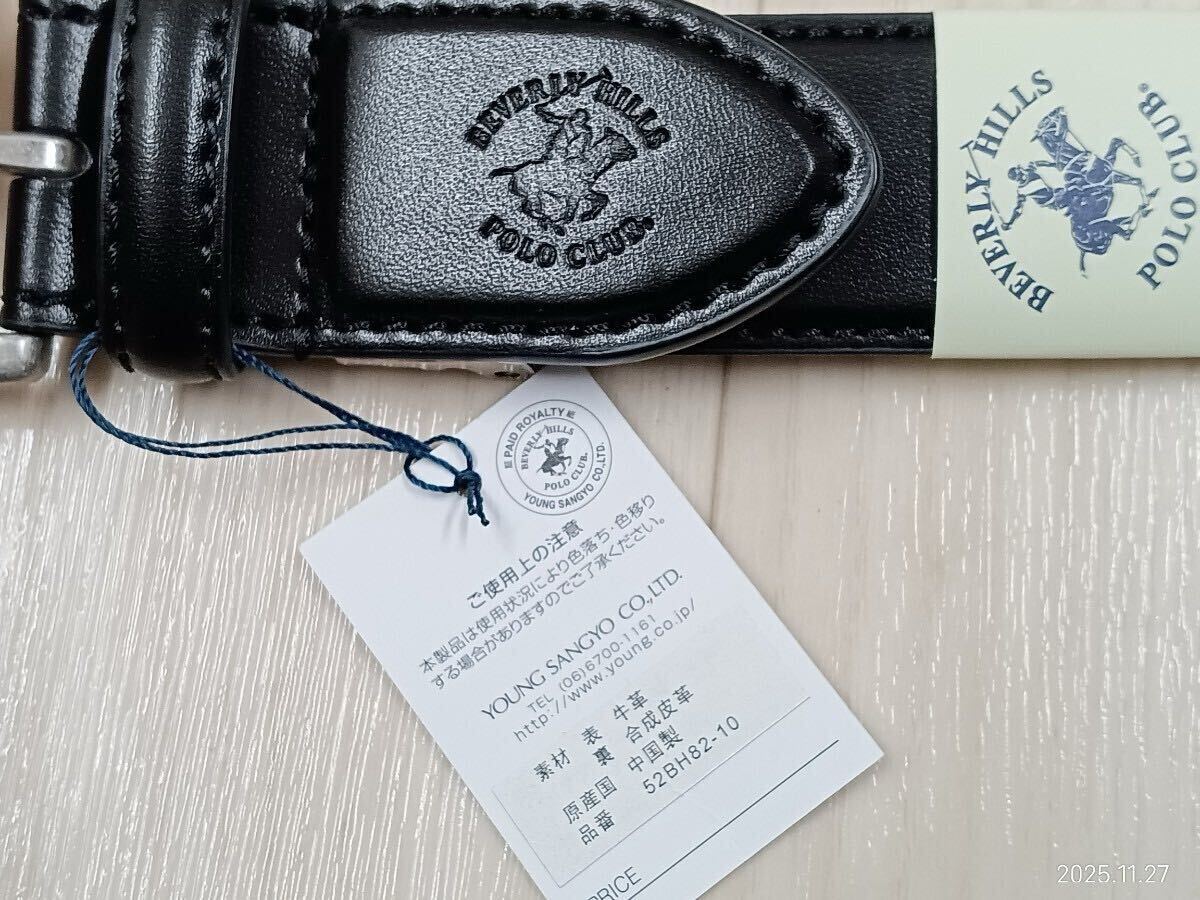 BEVERLY HILLS
POLO CLUB.
BEVERLY HILLS
POLO CLUB®
PAID ROYALTY
BEVERLY HILLS
POLO CLUB.
YOUNG SANGYO CO.,LTD.
ご使用上の注意
本製品は使用状況により色落ち・色移り
する場合がありますのでご了承ください。
YOUNG SANGYO CO.,LTD.
TEL (06)6700-1161
http://www.young.co.jp/
素材 表 牛革
裏 合成皮革
原産国 中国製
品番 52BH82-10
PRICE
2025.11.27